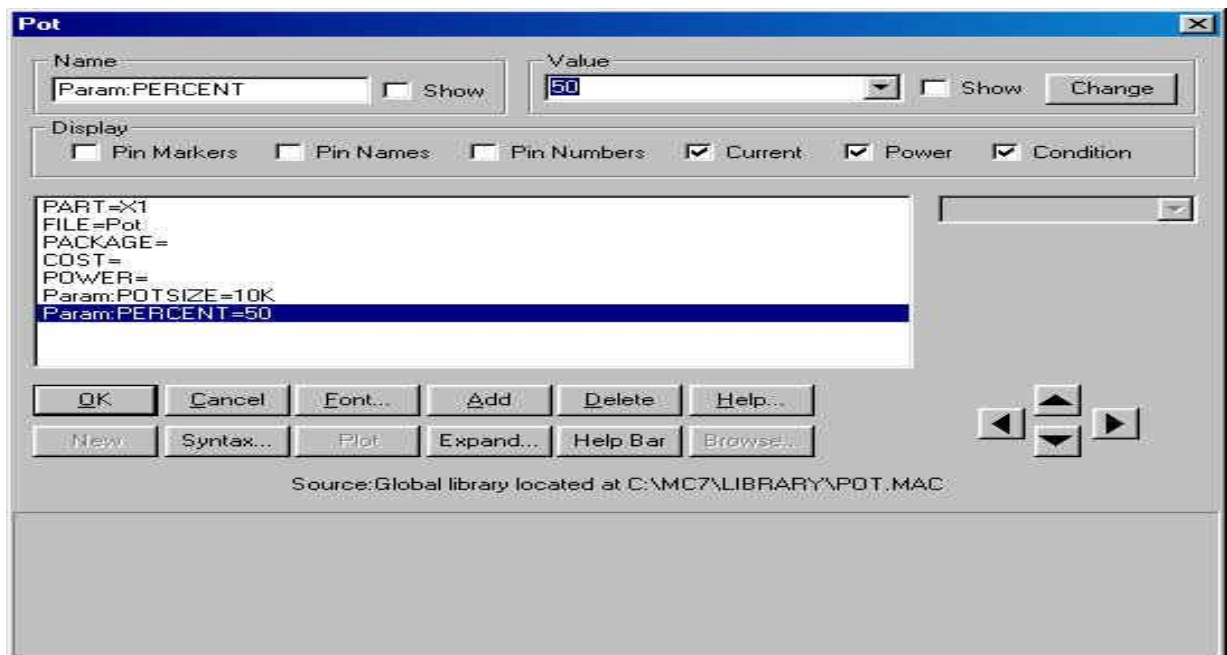 Pot
Name
Value
Param:PERCENT
Show
50
Show
Change
Display
Pin Markers
Pin Names
Pin Numbers
Current
Power
Condition
PART=X1
FILE=Pot
PACKAGE=
COST=
POWER=
Param:POTSIZE=10K
Param:PERCENT=50
OK
Cancel
Font...
Add
Delete
Help...
New
Syntax...
Plot
Expand...
Help Bar
Browse...
Source:Global library located at C:\MC7\LIBRARY\POT.MAC